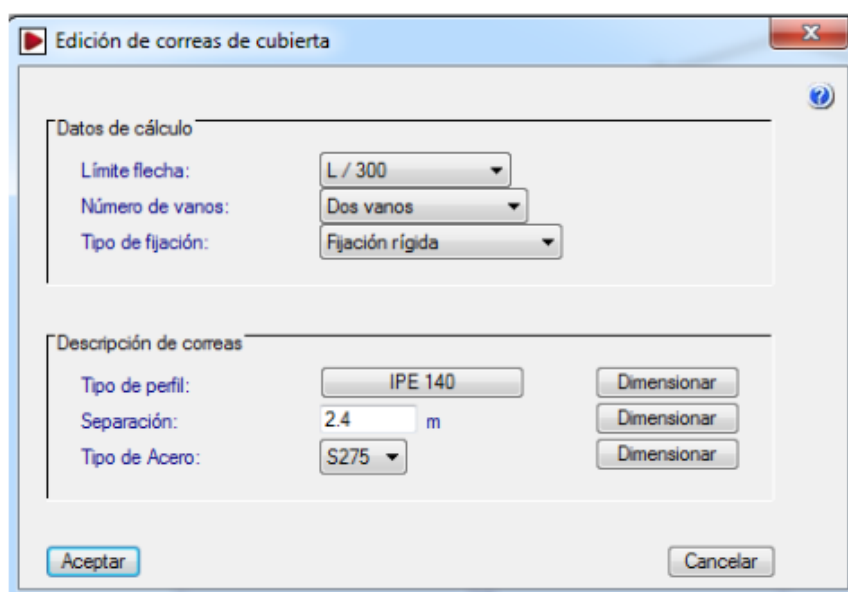 Edición de correas de cubierta
Datos de cálculo
Límite flecha: L / 300
Número de vanos: Dos vanos
Tipo de fijación: Fijación rígida
Descripción de correas
Tipo de perfil: IPE 140 Dimensionar
Separación: 2.4 m Dimensionar
Tipo de Acero: S275 Dimensionar
Aceptar Cancelar